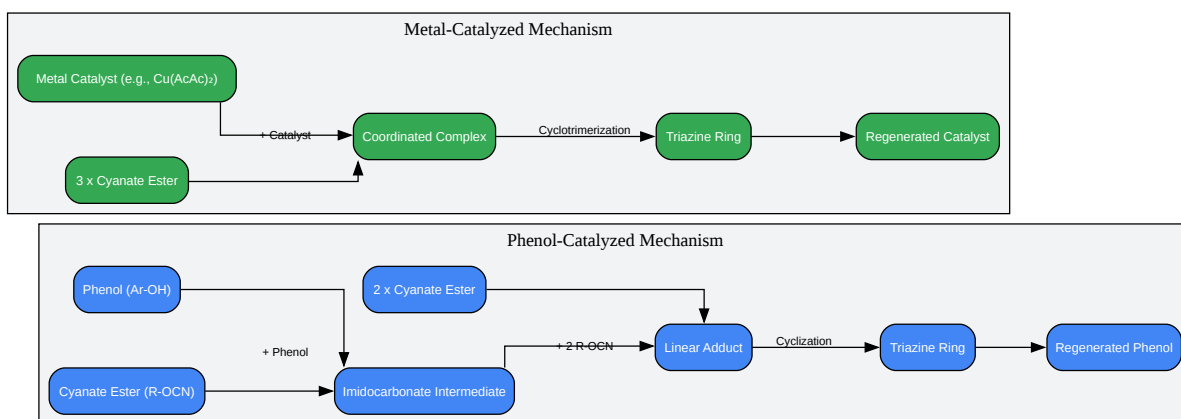 Metal-Catalyzed Mechanism
Metal Catalyst (e.g., Cu(AcAc)₂)
+ Catalyst
Coordinated Complex
Cyclotrimerization
Triazine Ring
Regenerated Catalyst
3 x Cyanate Ester
Phenol-Catalyzed Mechanism
Phenol (Ar-OH)
2 x Cyanate Ester
+ Phenol
+ 2 R-OCN
Linear Adduct
Cyclization
Triazine Ring
Regenerated Phenol
Cyanate Ester (R-OCN)
Imidocarbonate Intermediate